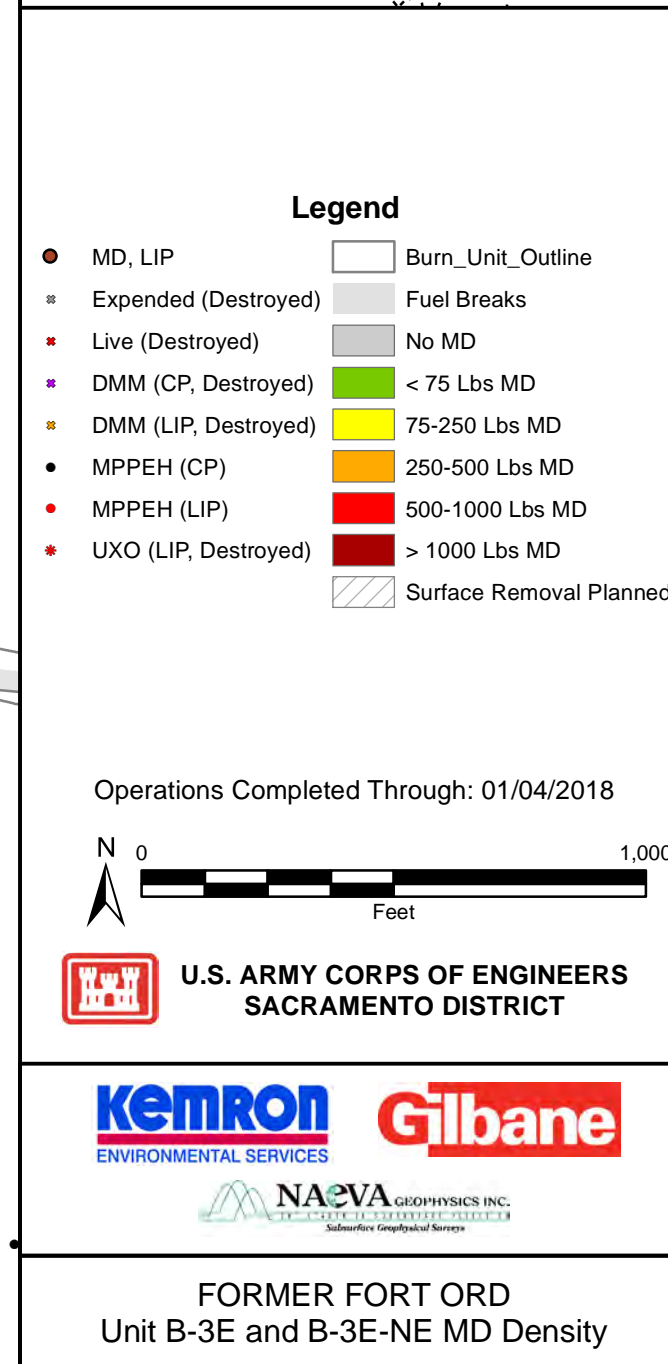 Legend
MD, LIP
Expended (Destroyed)
Live (Destroyed)
DMM (CP, Destroyed)
DMM (LIP, Destroyed)
MPPEH (CP)
MPPEH (LIP)
UXO (LIP, Destroyed)
Burn_Unit_Outline
Fuel Breaks
No MD
< 75 Lbs MD
75-250 Lbs MD
250-500 Lbs MD
500-1000 Lbs MD
> 1000 Lbs MD
Surface Removal Planned
Operations Completed Through: 01/04/2018
N
0 1,000
Feet
U.S. ARMY CORPS OF ENGINEERS
SACRAMENTO DISTRICT
KEMRON
ENVIRONMENTAL SERVICES
Gilbane
NAEVA GEOPHYSICS INC.
Subsurface Geophysical Surveys
FORMER FORT ORD
Unit B-3E and B-3E-NE MD Density